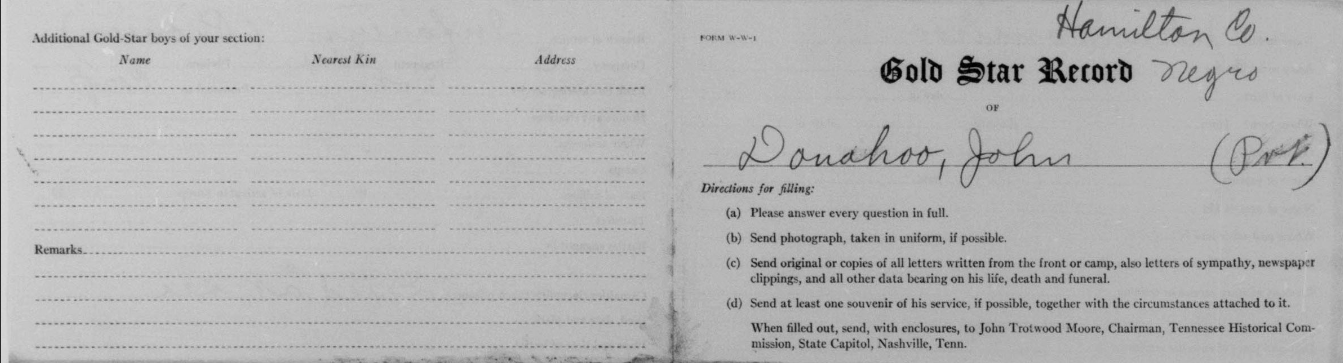 Additional Gold-Star boys of your section:
Name Nearest Kin Address
Remarks
Hamilton Co.
FORM W-W-1
Gold Star Record Negro
OF
Donahoo, John (Pvt.)
Directions for filling:
(a) Please answer every question in full.
(b) Send photograph, taken in uniform, if possible.
(c) Send original or copies of all letters written from the front or camp, also letters of sympathy, newspaper
clippings, and all other data bearing on his life, death and funeral.
(d) Send at least one souvenir of his service, if possible, together with the circumstances attached to it.
When filled out, send, with enclosures, to John Trotwood Moore, Chairman, Tennessee Historical Com-
mission, State Capitol, Nashville, Tenn.